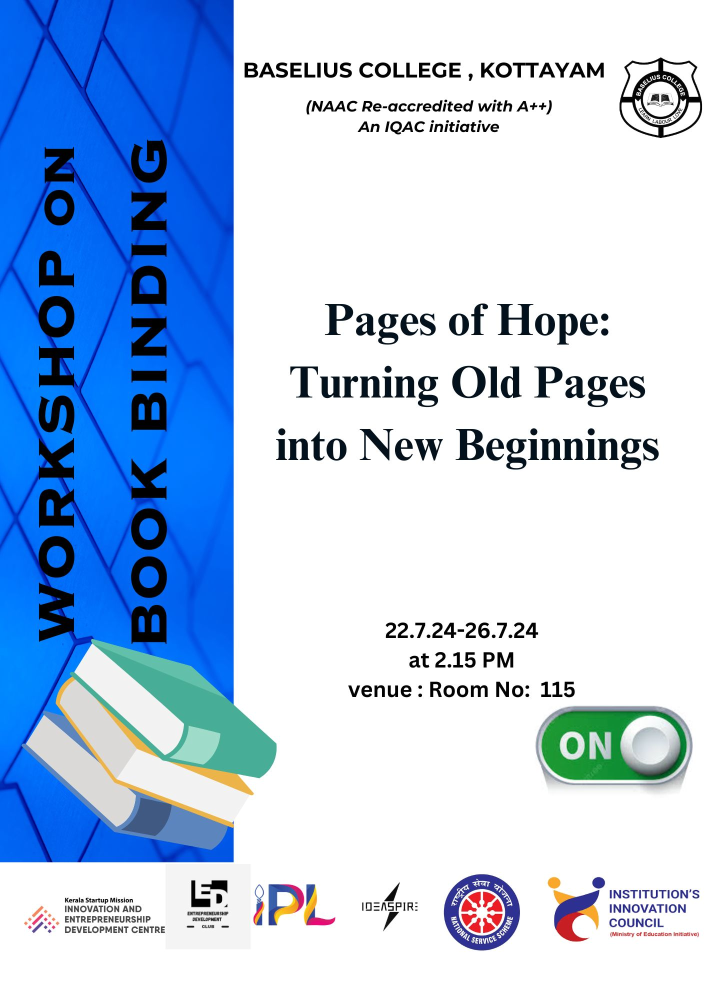 BASELIUS COLLEGE , KOTTAYAM
(NAAC Re-accredited with A++)
An IQAC initiative
BASELIUS COLLEGE
LEARN LABOUR LOVE
WORKSHOP ON
BOOK BINDING
Pages of Hope:
Turning Old Pages
into New Beginnings
22.7.24-26.7.24
at 2.15 PM
venue : Room No: 115
ON
Kerala Startup Mission
INNOVATION AND
ENTREPRENEURSHIP
DEVELOPMENT CENTRE
LED
ENTREPRENEURSHIP
DEVELOPMENT
CLUB
iPL
IDEASPIRE
राष्ट्रीय सेवा योजना
NATIONAL SERVICE SCHEME
INSTITUTION'S
INNOVATION
COUNCIL
(Ministry of Education Initiative)